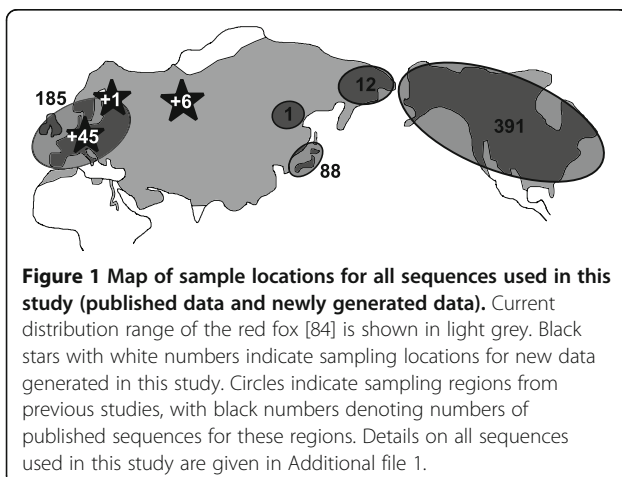 185
+1
+6
+45
1
12
88
391
Figure 1 Map of sample locations for all sequences used in this
study (published data and newly generated data). Current
distribution range of the red fox [84] is shown in light grey. Black
stars with white numbers indicate sampling locations for new data
generated in this study. Circles indicate sampling regions from
previous studies, with black numbers denoting numbers of
published sequences for these regions. Details on all sequences
used in this study are given in Additional file 1.